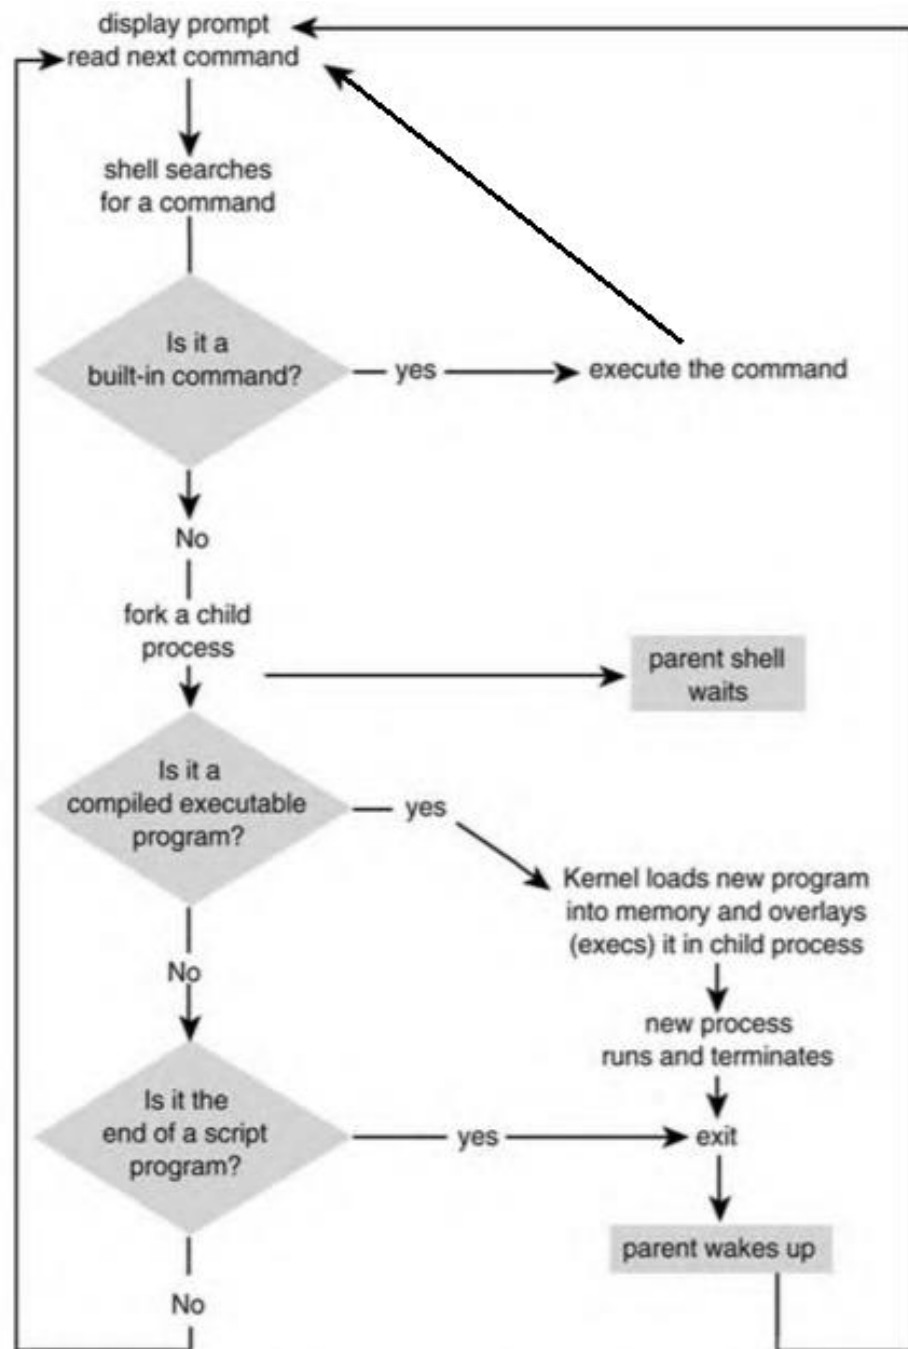 display prompt
read next command
shell searches
for a command
Is it a
built-in command?
yes
execute the command
No
fork a child
process
parent shell
waits
Is it a
compiled executable
program?
yes
Kernel loads new program
into memory and overlays
(execs) it in child process
No
new process
runs and terminates
Is it the
end of a script
program?
yes
exit
parent wakes up
No